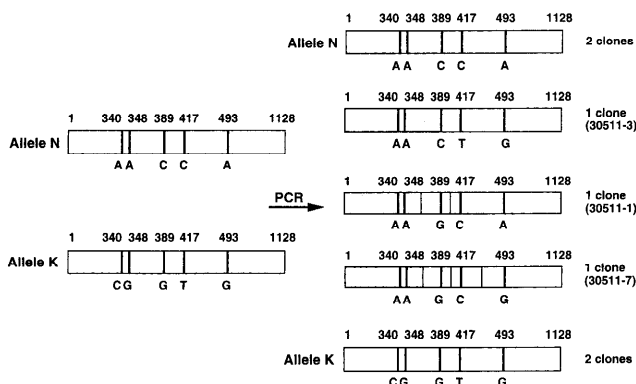 1 340 348 389 417 493 1128
Allele N
2 clones
A A C C A
1 340 348 389 417 493 1128
1 clone
(30511-3)
A A C T G
1 340 348 389 417 493 1128
Allele N
A A C C A
PCR
1 340 348 389 417 493 1128
1 clone
(30511-1)
A A G C A
1 340 348 389 417 493 1128
Allele K
C G G T G
1 340 348 389 417 493 1128
1 clone
(30511-7)
A A G C G
1 340 348 389 417 493 1128
Allele K
2 clones
C G G T G